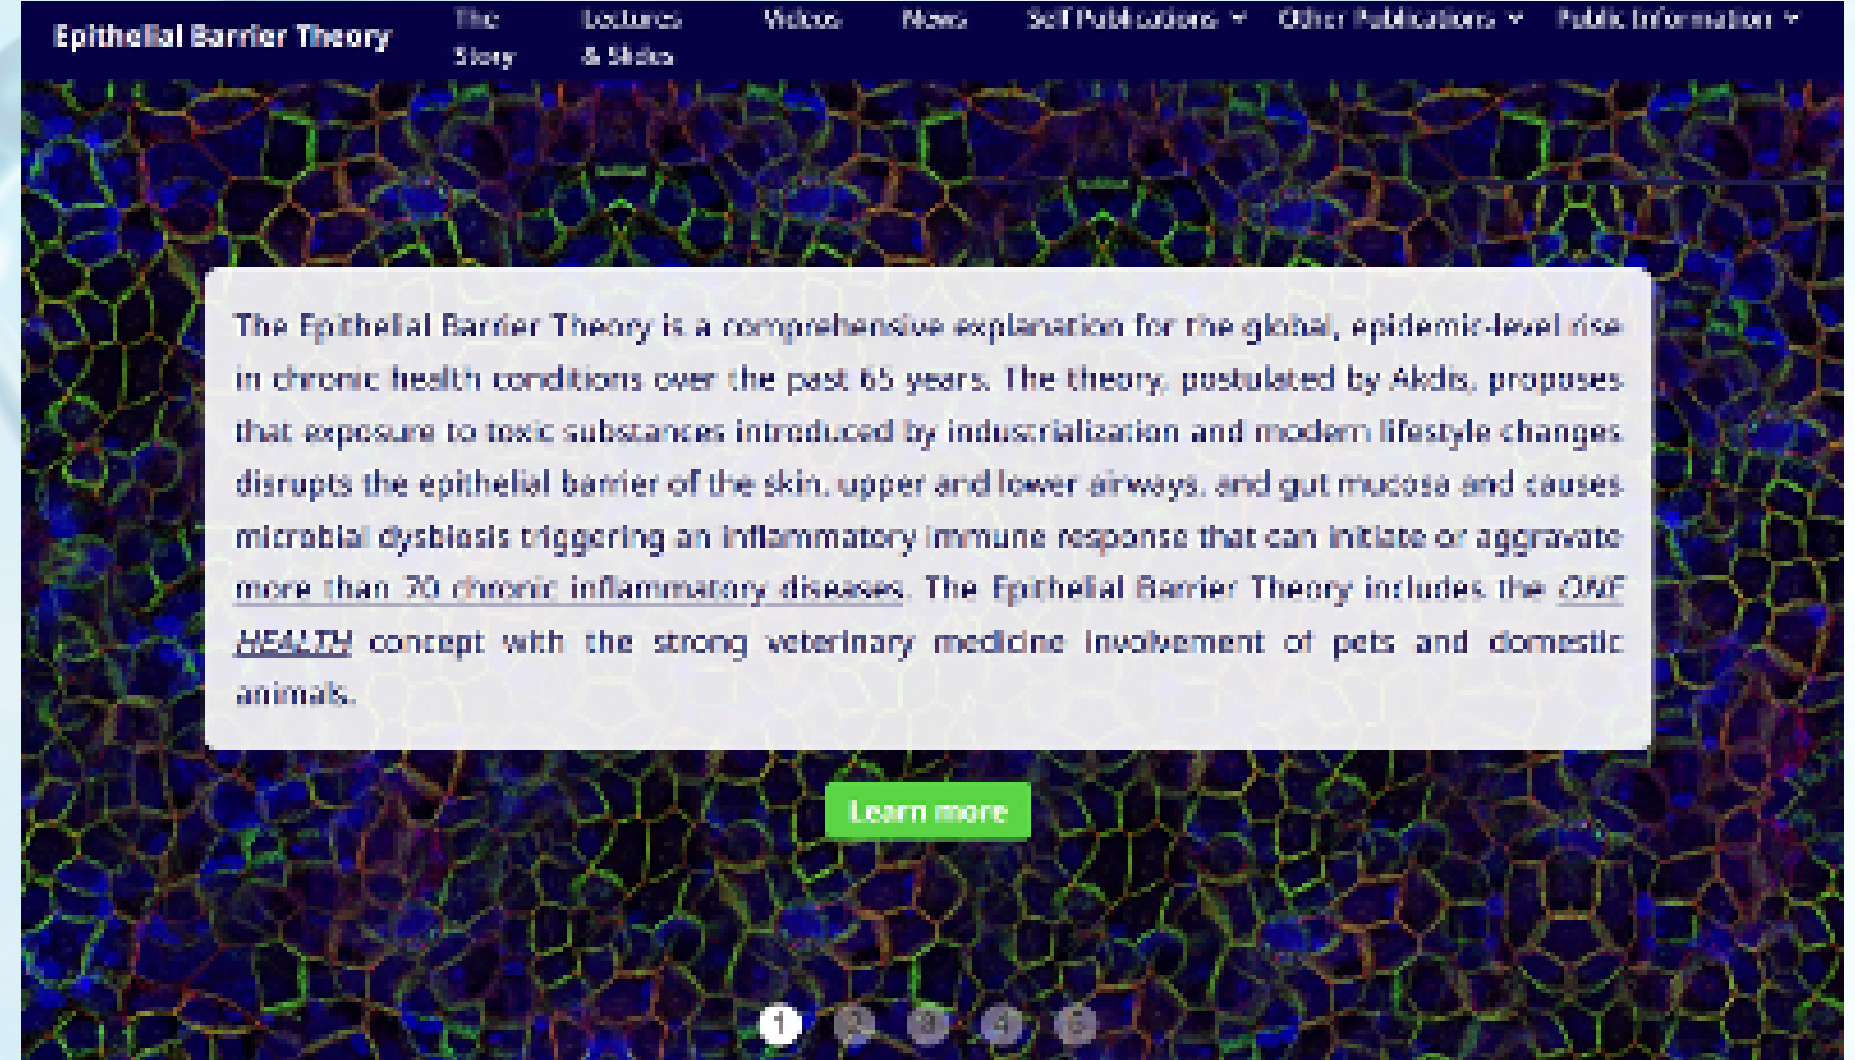 Epithelial Barrier Theory
The Story
Lectures & Slides
Videos
News
Self Publications
Other Publications
Public Information
The Epithelial Barrier Theory is a comprehensive explanation for the global, epidemic-level rise
in chronic health conditions over the past 65 years. The theory, postulated by Akdis, proposes
that exposure to toxic substances introduced by industrialization and modern lifestyle changes
disrupts the epithelial barrier of the skin, upper and lower airways, and gut mucosa and causes
microbial dysbiosis triggering an inflammatory immune response that can initiate or aggravate
more than 70 chronic inflammatory diseases. The Epithelial Barrier Theory includes the ONE
HEALTH concept with the strong veterinary medicine involvement of pets and domestic
animals.
Learn more
1 2 3 4 5